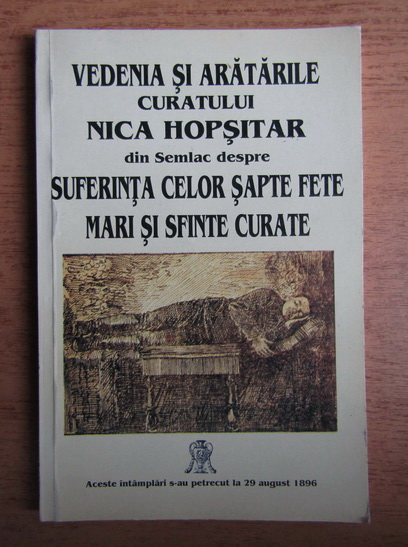 VEDENIA ȘI ARĂTĂRILE
CURATULUI
NICA HOPȘITAR
din Semlac despre
SUFERINȚA CELOR ȘAPTE FETE
MARI ȘI SFINTE CURATE
Aceste întâmplări s-au petrecut la 29 august 1896